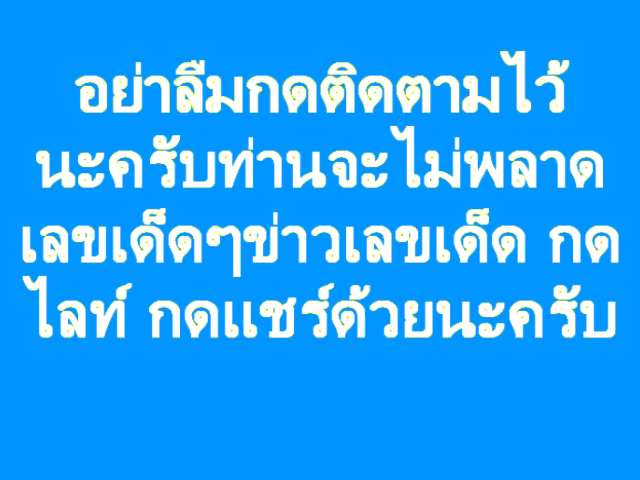 อย่าลืมกดติดตามไว้
นะครับท่านจะไม่พลาด
เลขเด็ดๆข่าวเลขเด็ด กด
ไลท์ กดแชร์ด้วยนะครับ